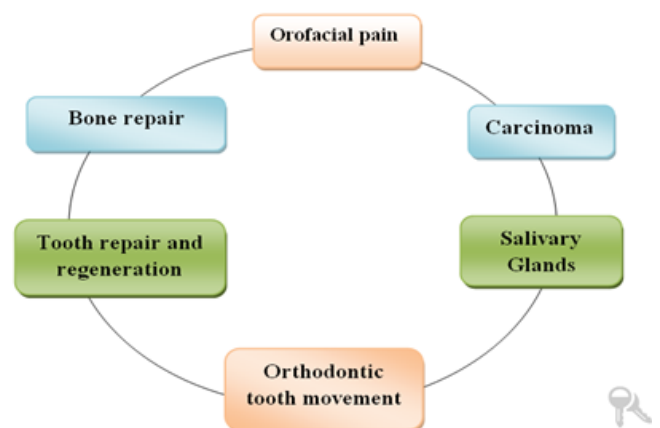 Orofacial pain
Bone repair
Carcinoma
Tooth repair and
regeneration
Salivary
Glands
Orthodontic
tooth movement